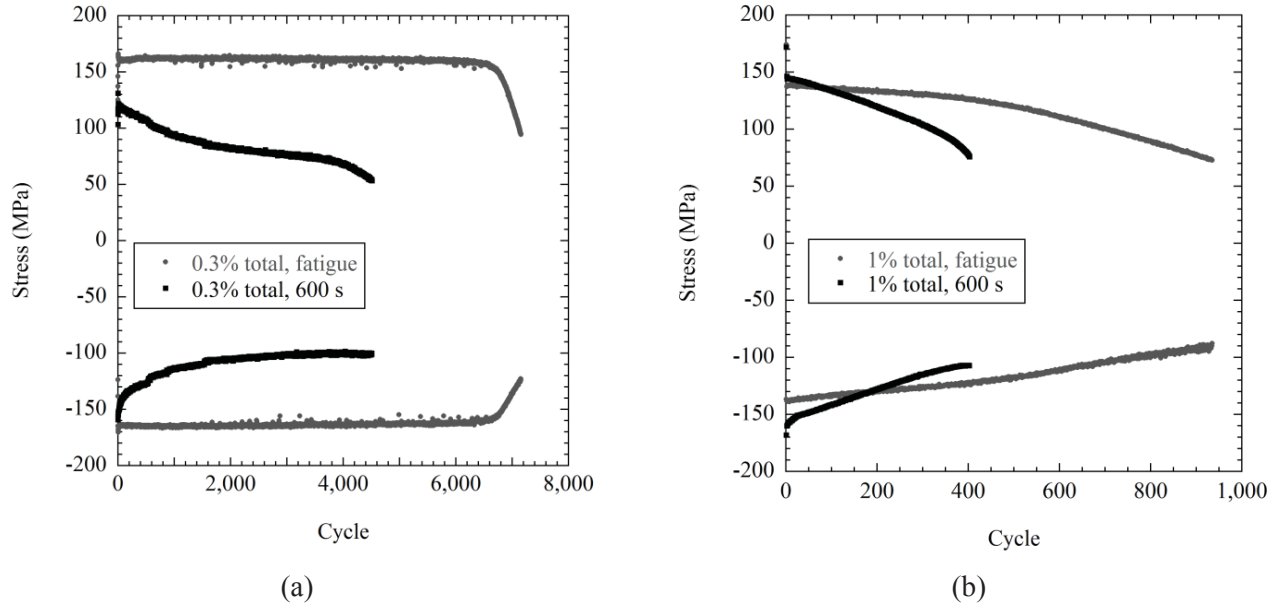 200
150
100
50
0
-50
-100
-150
-200
Stress (MPa)
0.3% total, fatigue
0.3% total, 600 s
0
2,000
4,000
6,000
8,000
Cycle
(a)
200
150
100
50
0
-50
-100
-150
-200
Stress (MPa)
1% total, fatigue
1% total, 600 s
0
200
400
600
800
1,000
Cycle
(b)